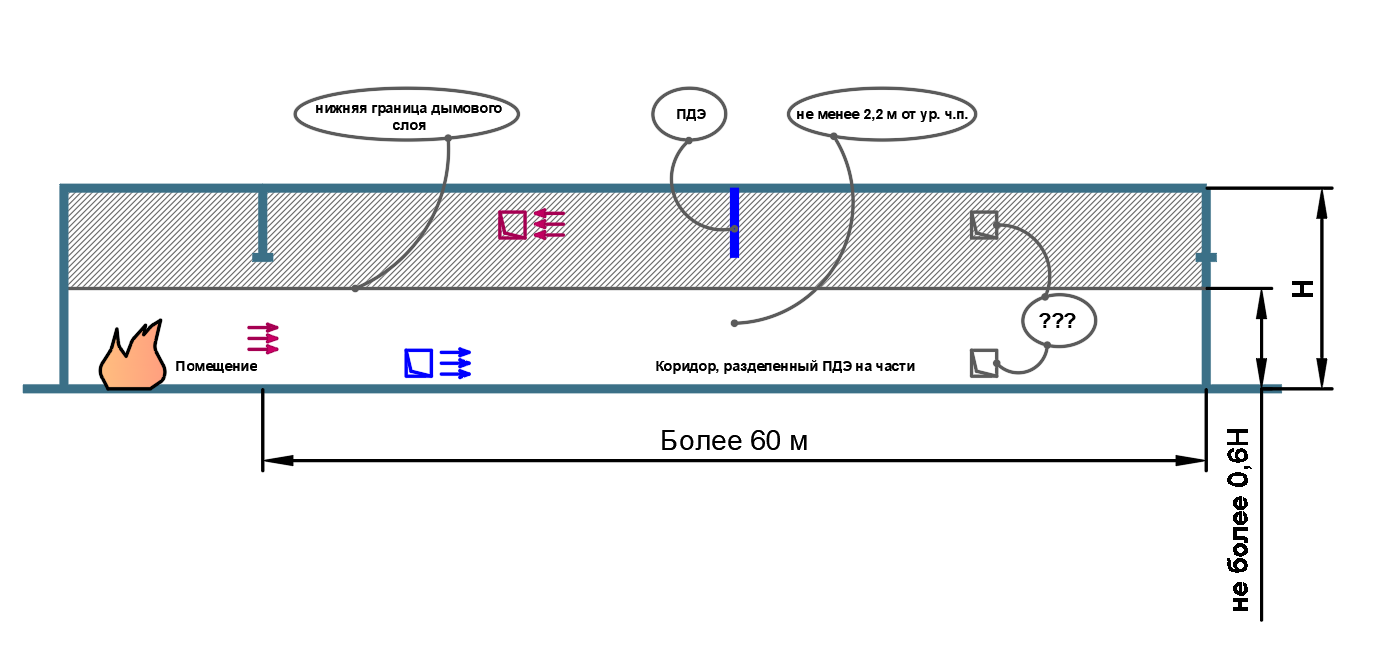 нижняя граница дымового
слоя
ПДЭ
не менее 2,2 м от ур. ч.п.
H
???
Помещение
Коридор, разделенный ПДЭ на части
Более 60 м
не более 0,6H